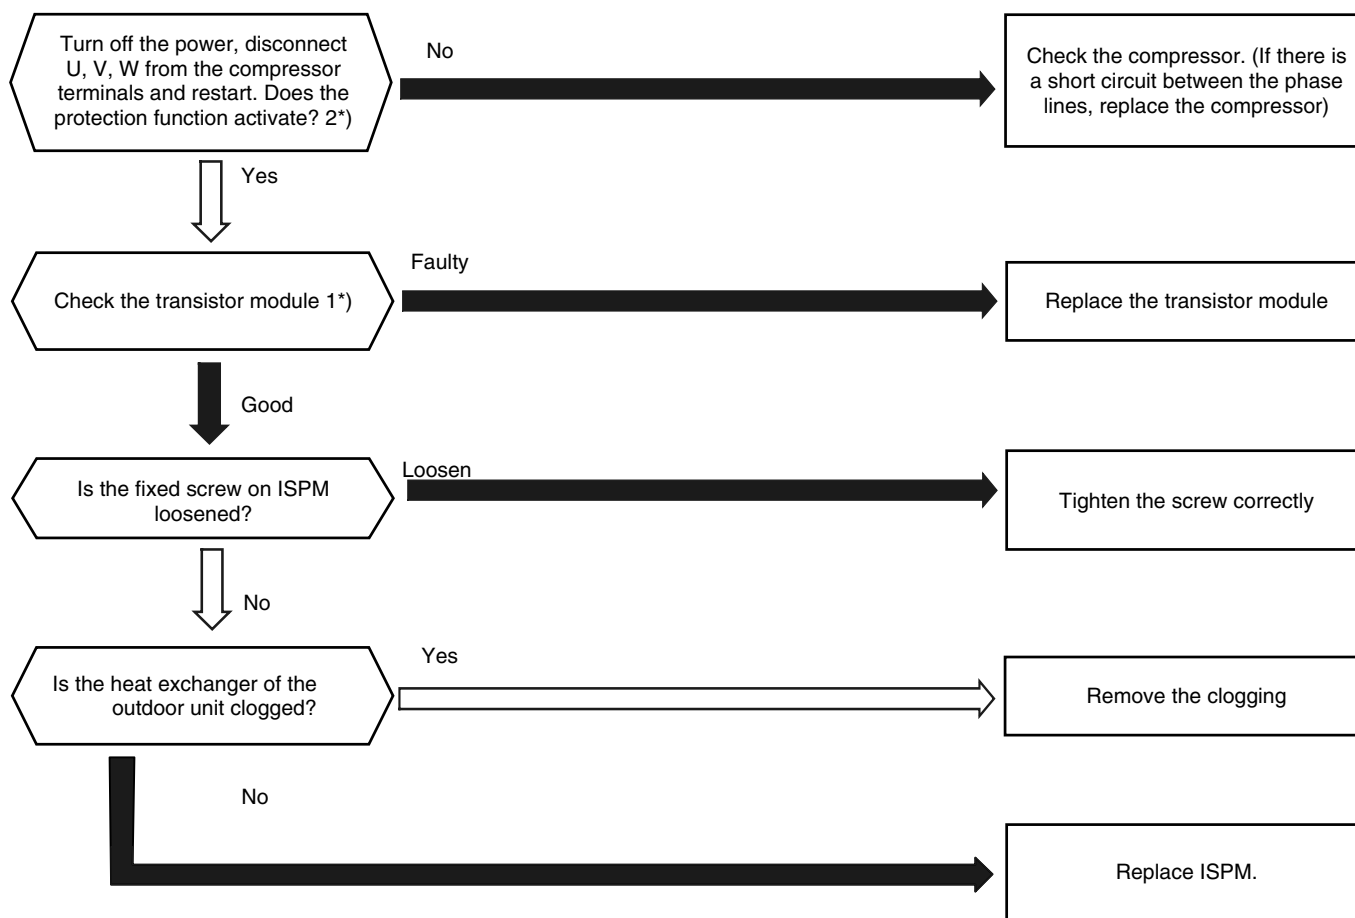 Turn off the power, disconnect
U, V, W from the compressor
terminals and restart. Does the
protection function activate? 2*)
No
Check the compressor. (If there is
a short circuit between the phase
lines, replace the compressor)
Yes
Check the transistor module 1*)
Faulty
Replace the transistor module
Good
Is the fixed screw on ISPM
loosened?
Loosen
Tighten the screw correctly
No
Is the heat exchanger of the
outdoor unit clogged?
Yes
Remove the clogging
No
Replace ISPM.